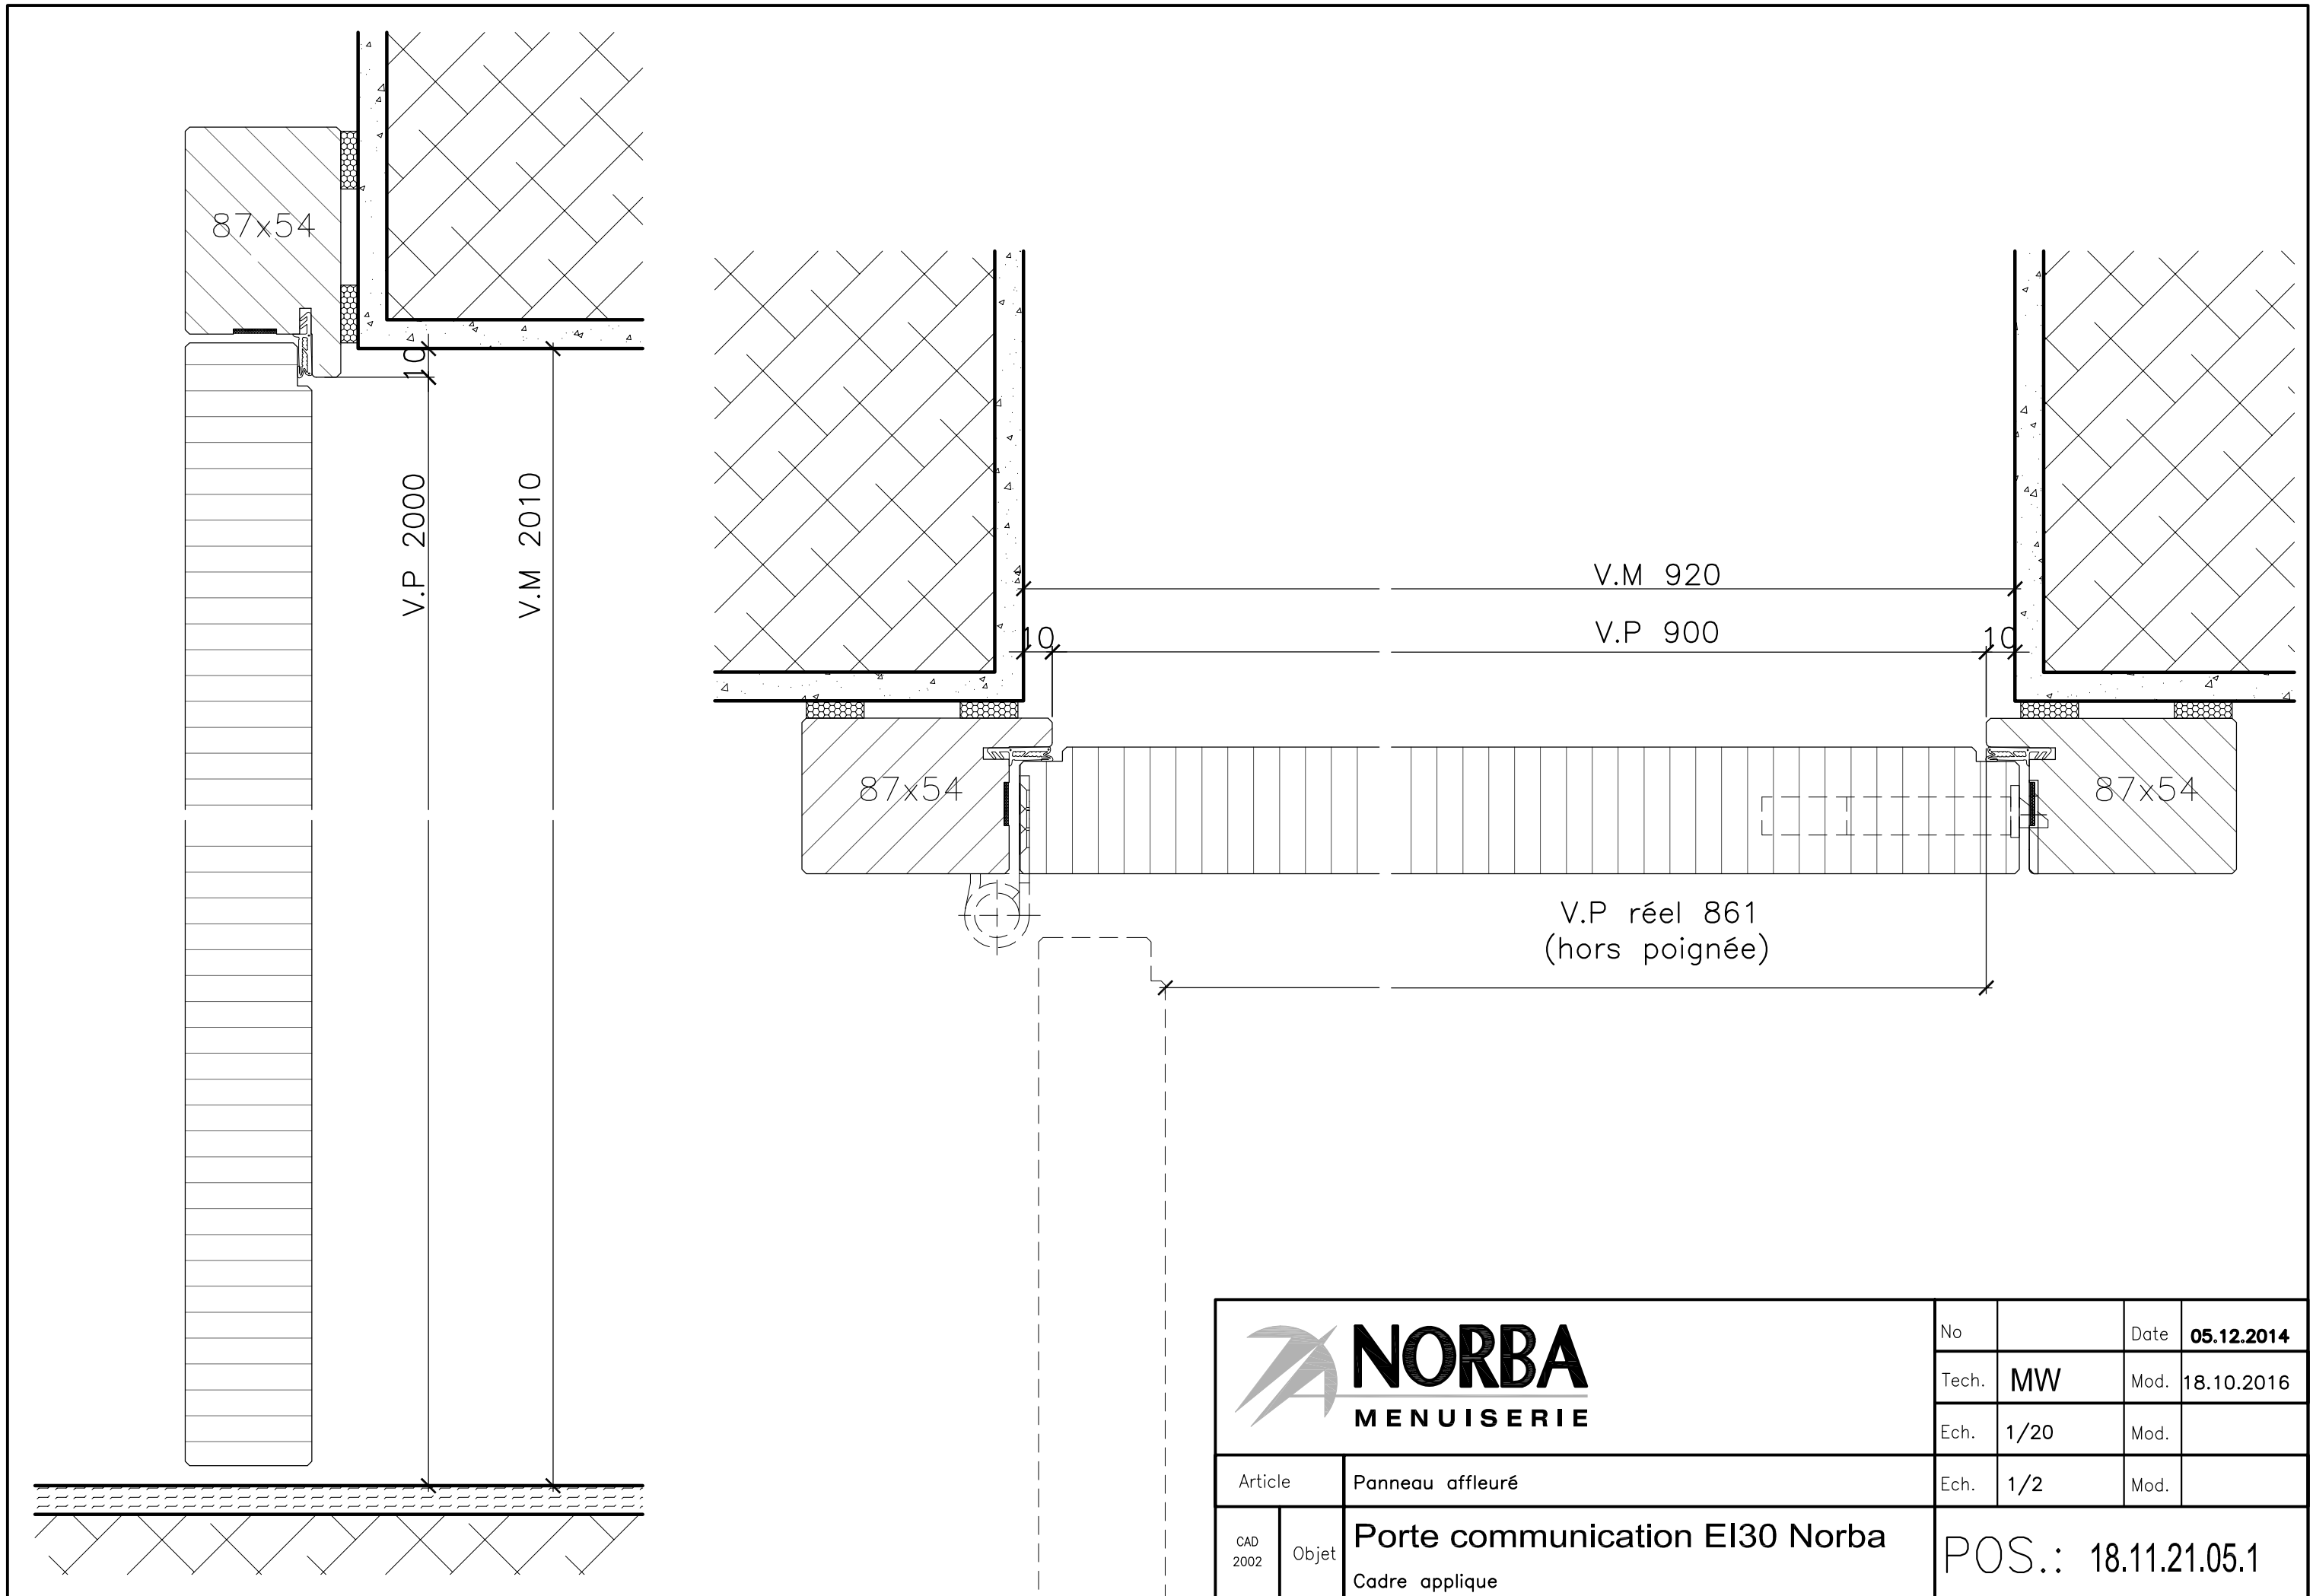 87x54
10
V.P 2000
V.M 2010
V.M 920
10
V.P 900
10
87x54
87x54
V.P réel 861
(hors poignée)
NORBA
MENUISERIE
No
Date 05.12.2014
Tech. MW Mod. 18.10.2016
Ech. 1/20 Mod.
Article Panneau affleuré Ech. 1/2 Mod.
CAD
2002
Objet
Porte communication EI30 Norba
Cadre applique
POS.: 18.11.21.05.1